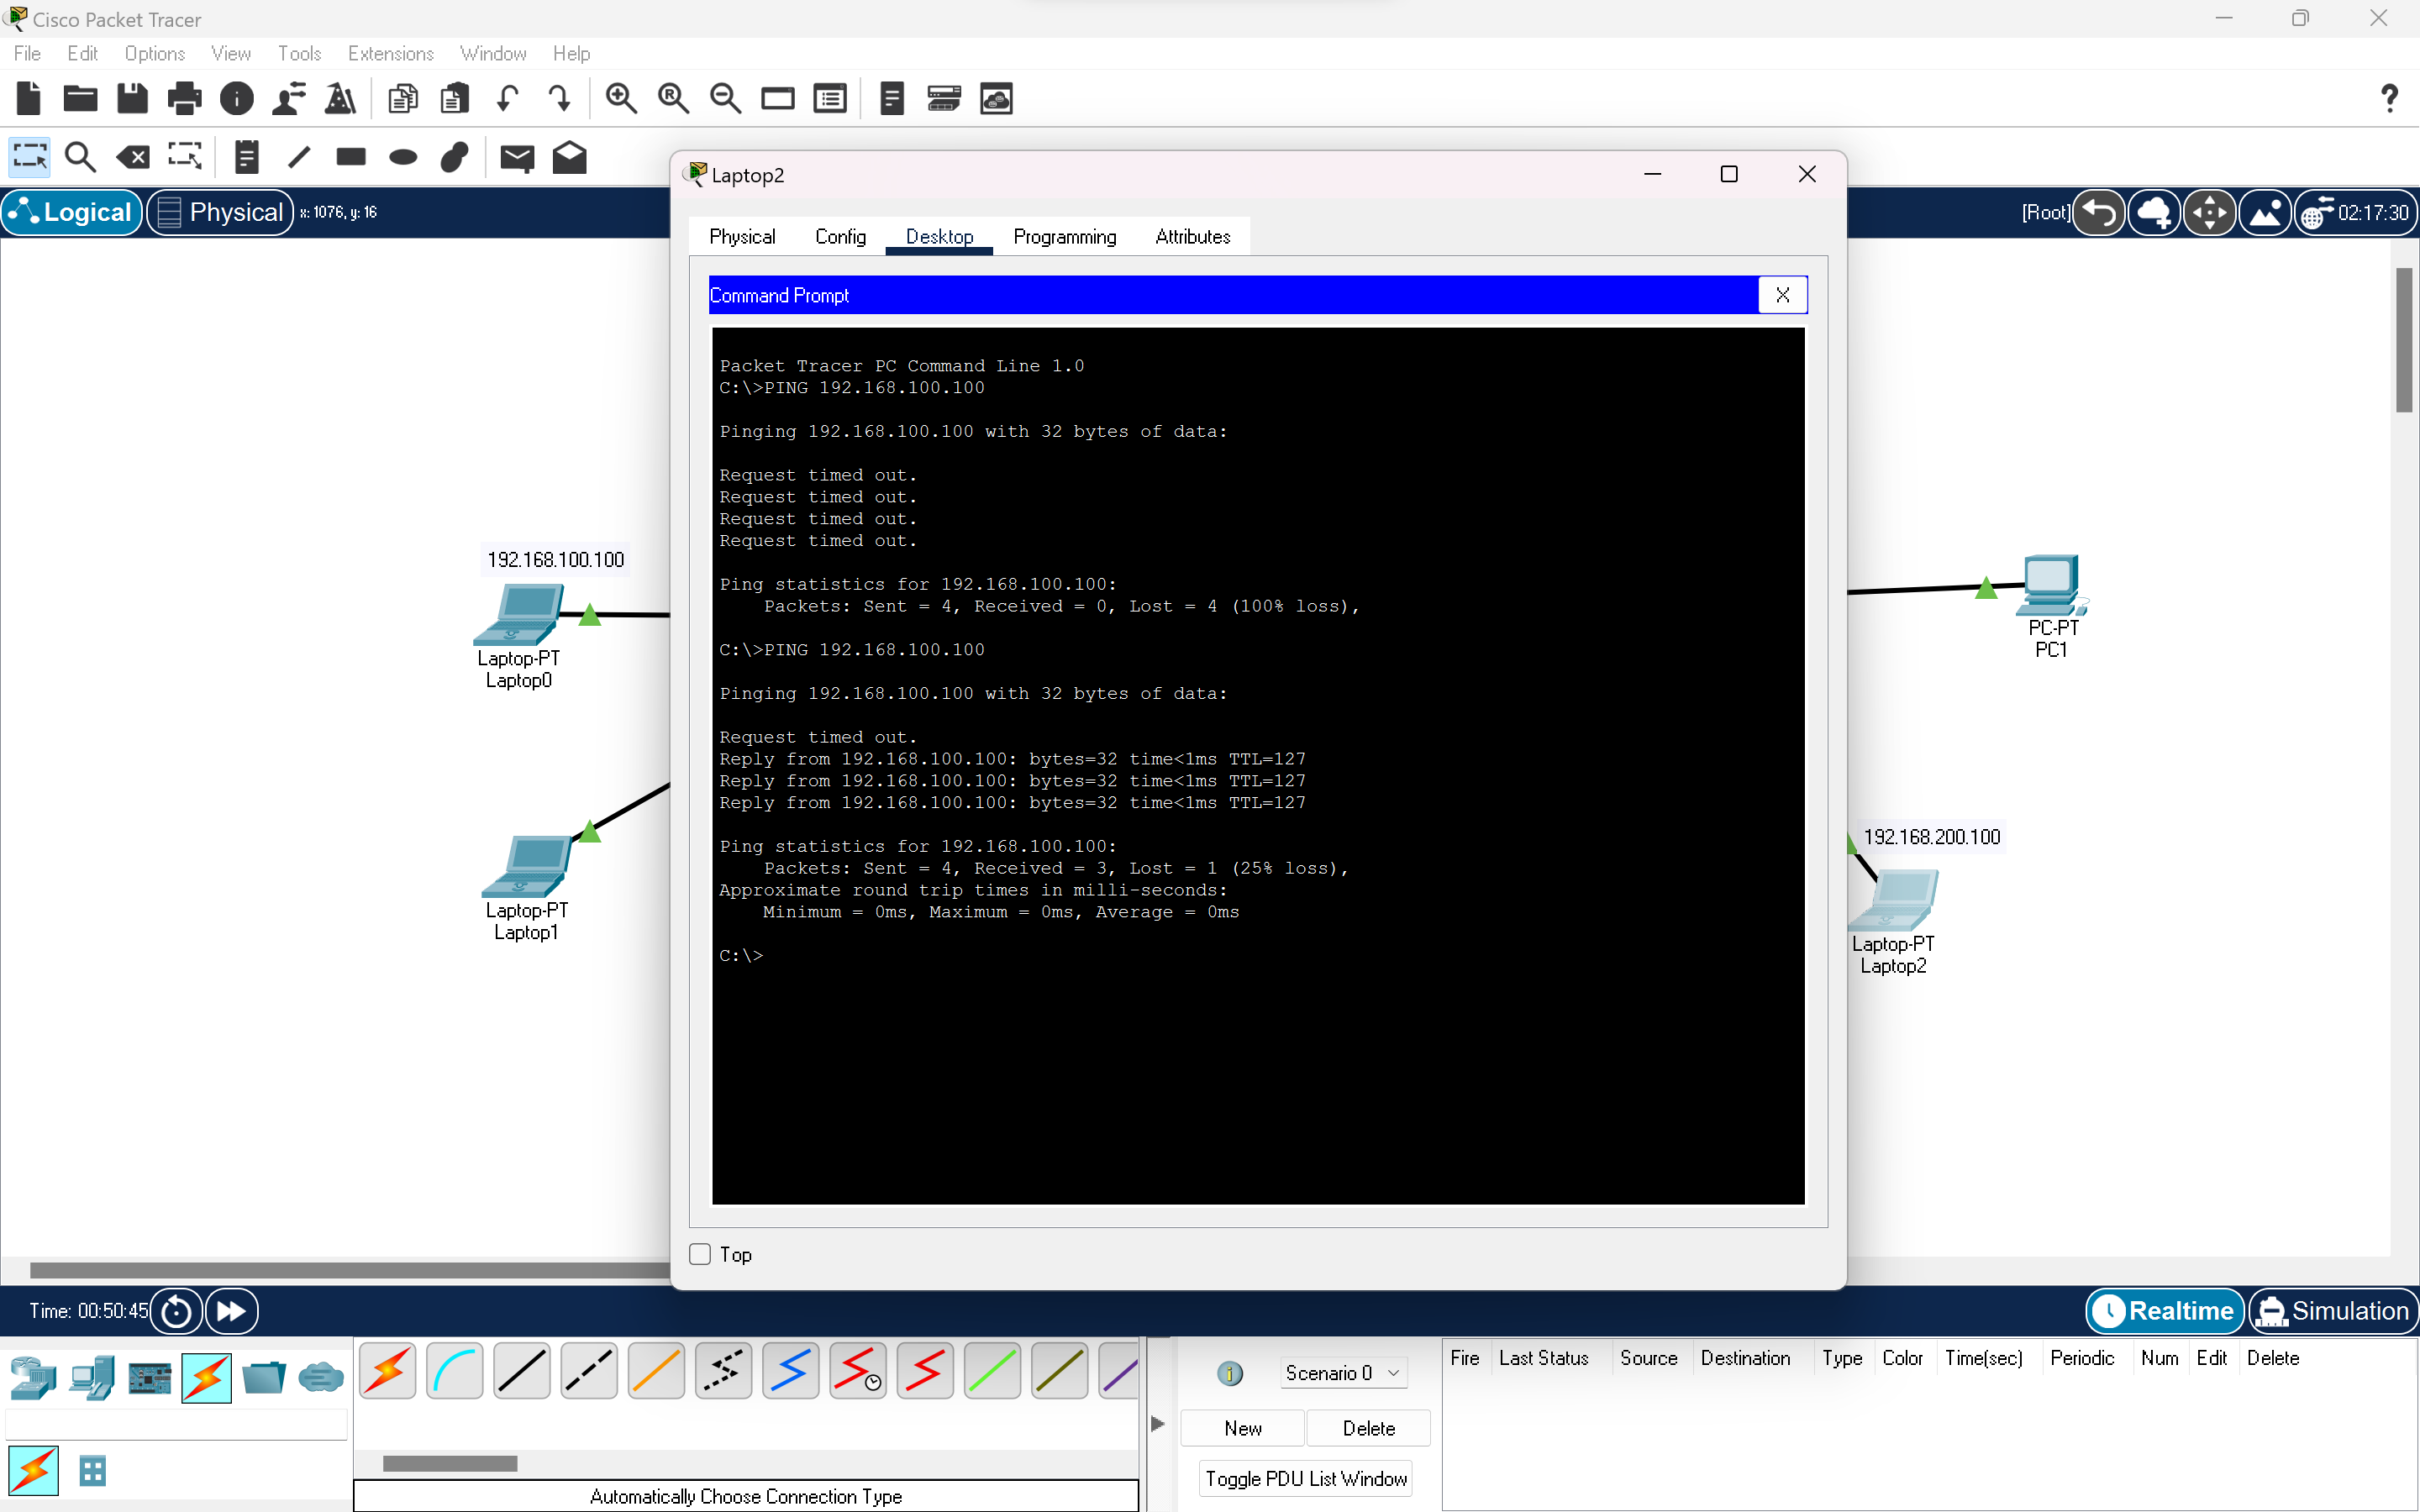 Cisco Packet Tracer
File Edit Options View Tools Extensions Window Help
Logical Physical x: 1076, y: 16
[Root] 02:17:30
Laptop2
Physical Config Desktop Programming Attributes
Command Prompt X
Packet Tracer PC Command Line 1.0
C:\>PING 192.168.100.100
Pinging 192.168.100.100 with 32 bytes of data:
Request timed out.
Request timed out.
Request timed out.
Request timed out.
Ping statistics for 192.168.100.100:
Packets: Sent = 4, Received = 0, Lost = 4 (100% loss),
C:\>PING 192.168.100.100
Pinging 192.168.100.100 with 32 bytes of data:
Request timed out.
Reply from 192.168.100.100: bytes=32 time<1ms TTL=127
Reply from 192.168.100.100: bytes=32 time<1ms TTL=127
Reply from 192.168.100.100: bytes=32 time<1ms TTL=127
Ping statistics for 192.168.100.100:
Packets: Sent = 4, Received = 3, Lost = 1 (25% loss),
Approximate round trip times in milli-seconds:
Minimum = 0ms, Maximum = 0ms, Average = 0ms
C:\>
Top
192.168.100.100
Laptop-PT
Laptop0
Laptop-PT
Laptop1
PC-PT
PC1
192.168.200.100
Laptop-PT
Laptop2
Time: 00:50:45
Realtime Simulation
Scenario 0
New Delete
Toggle PDU List Window
Fire Last Status Source Destination Type Color Time(sec) Periodic Num Edit Delete
Automatically Choose Connection Type